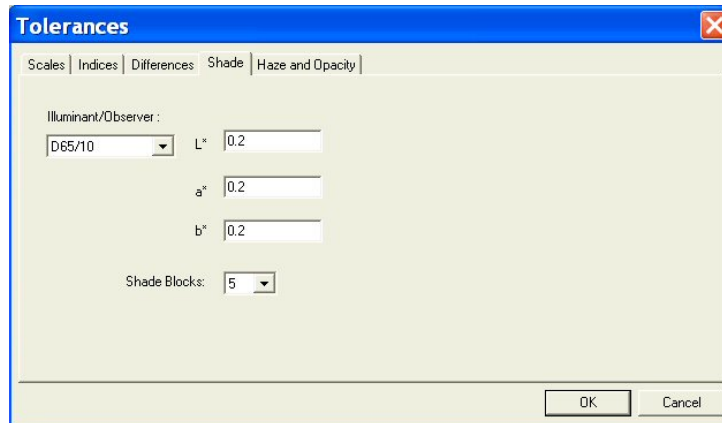 Tolerances
Scales Indices Differences Shade Haze and Opacity
Illuminant/Observer :
D65/10
L* 0.2
a* 0.2
b* 0.2
Shade Blocks: 5
OK Cancel